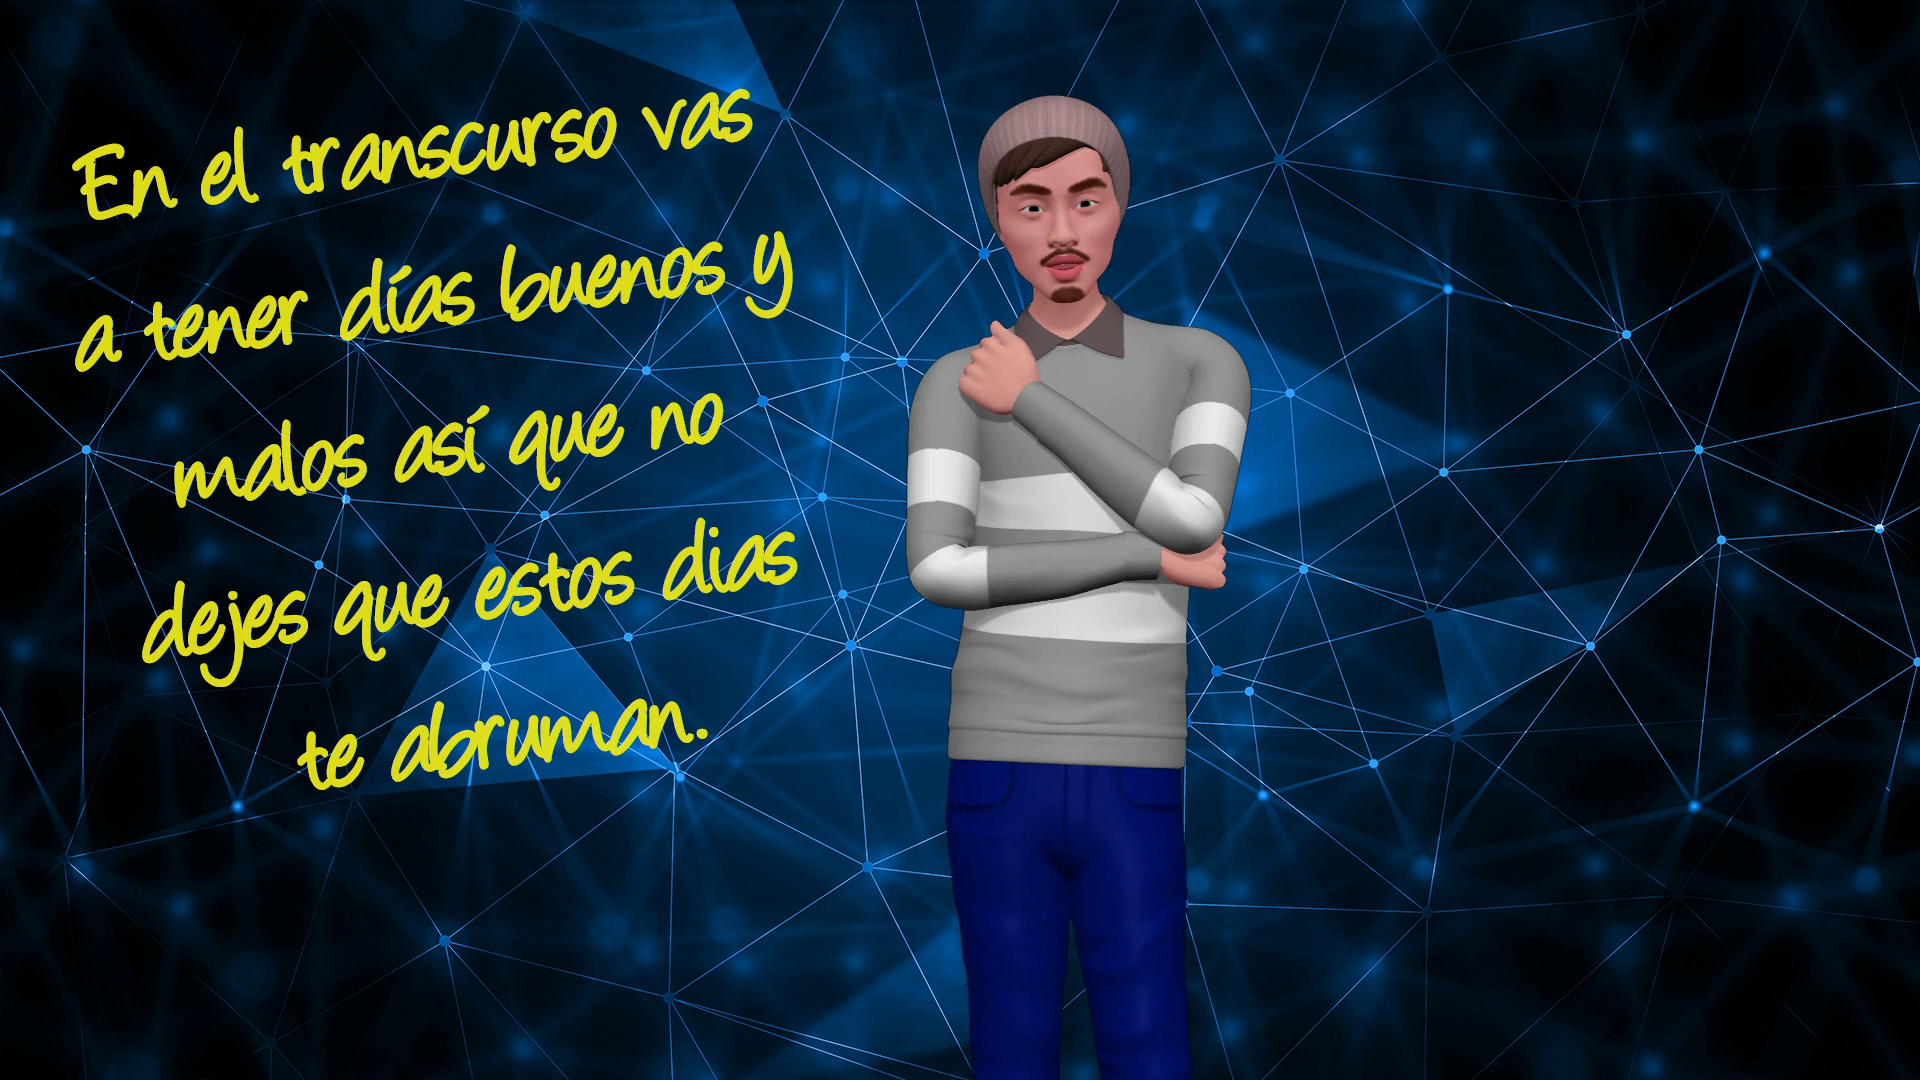 En el transcurso vas
a tener días buenos y
malos así que no
dejes que estos dias
te abruman.